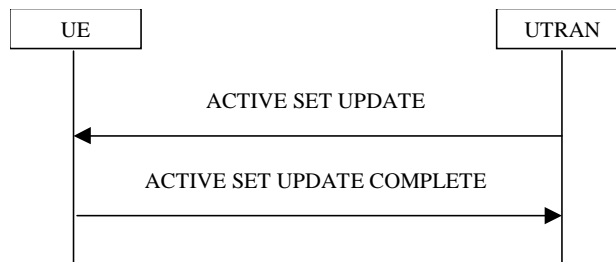 UE
UTRAN
ACTIVE SET UPDATE
ACTIVE SET UPDATE COMPLETE